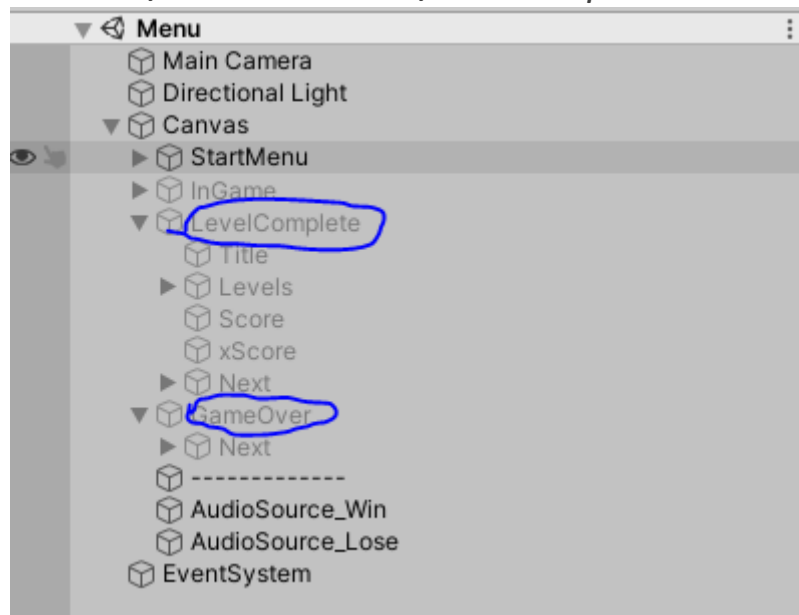 Menu
Main Camera
Directional Light
Canvas
StartMenu
InGame
LevelComplete
Title
Levels
Score
xScore
Next
GameOver
Next
-------------
AudioSource_Win
AudioSource_Lose
EventSystem